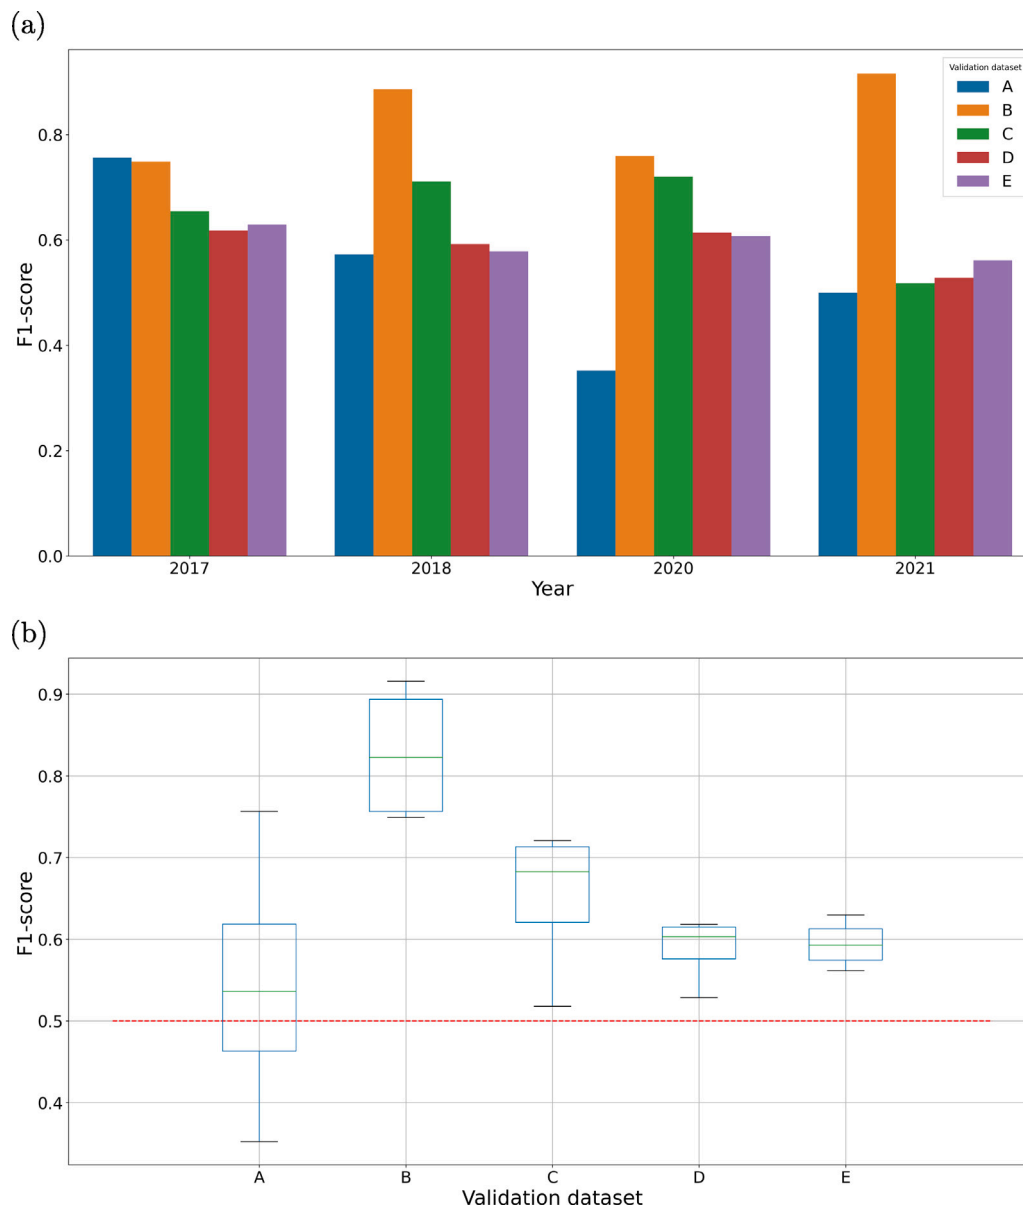 (a)
F1-score
0.8
0.6
0.4
0.2
0.0
Validation dataset
A
B
C
D
E
2017 2018 2020 2021
Year
(b)
F1-score
0.9
0.8
0.7
0.6
0.5
0.4
A B C D E
Validation dataset